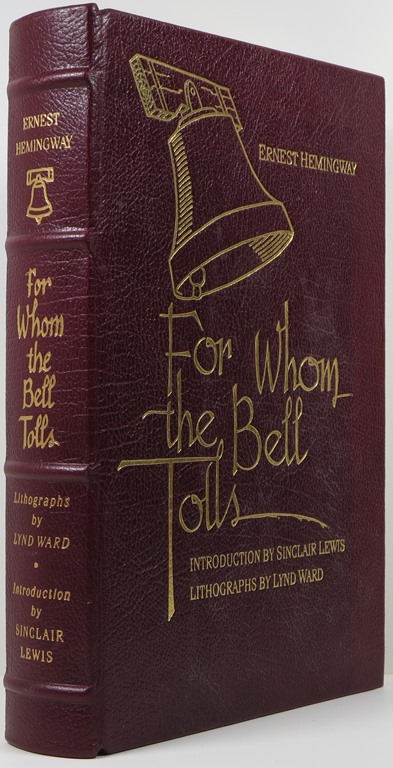 ERNEST
HEMINGWAY
For
Whom
the
Bell
Tolls
Lithographs
by
LYND WARD
•
Introduction
by
SINCLAIR
LEWIS
ERNEST HEMINGWAY
For Whom
the Bell
Tolls
INTRODUCTION BY SINCLAIR LEWIS
LITHOGRAPHS BY LYND WARD